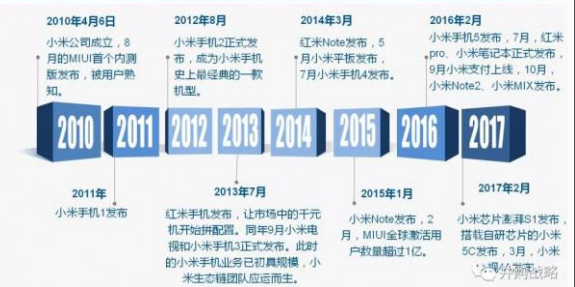 2010年4月6日
小米公司成立，8
月的MIUI首个内测
版发布，被用户熟
知。
2012年8月
小米手机2正式发
布，成为小米手机
史上最经典的一款
机型。
2014年3月
红米Note发布，5
月小米平板发布，
7月小米手机4发布。
2016年2月
小米手机5发布，7月，红米
pro、小米笔记本正式发布，
9月小米支付上线，10月，
小米Note2、小米MIX发布。
2010
2011
2012
2013
2014
2015
2016
2017
2011年
小米手机1发布
2013年7月
红米手机发布，让市场中的千元
机开始拼配置。同年9月小米电
视和小米手机3正式发布。此时
的小米手机业务已初具规模，小
米生态链团队应运而生。
2015年1月
小米Note发布，2
月，MIUI全球激活用
户数量超过1亿。
2017年2月
小米芯片澎湃S1发布，
搭载自研芯片的小米
5C发布，3月，小
4A发布
战略